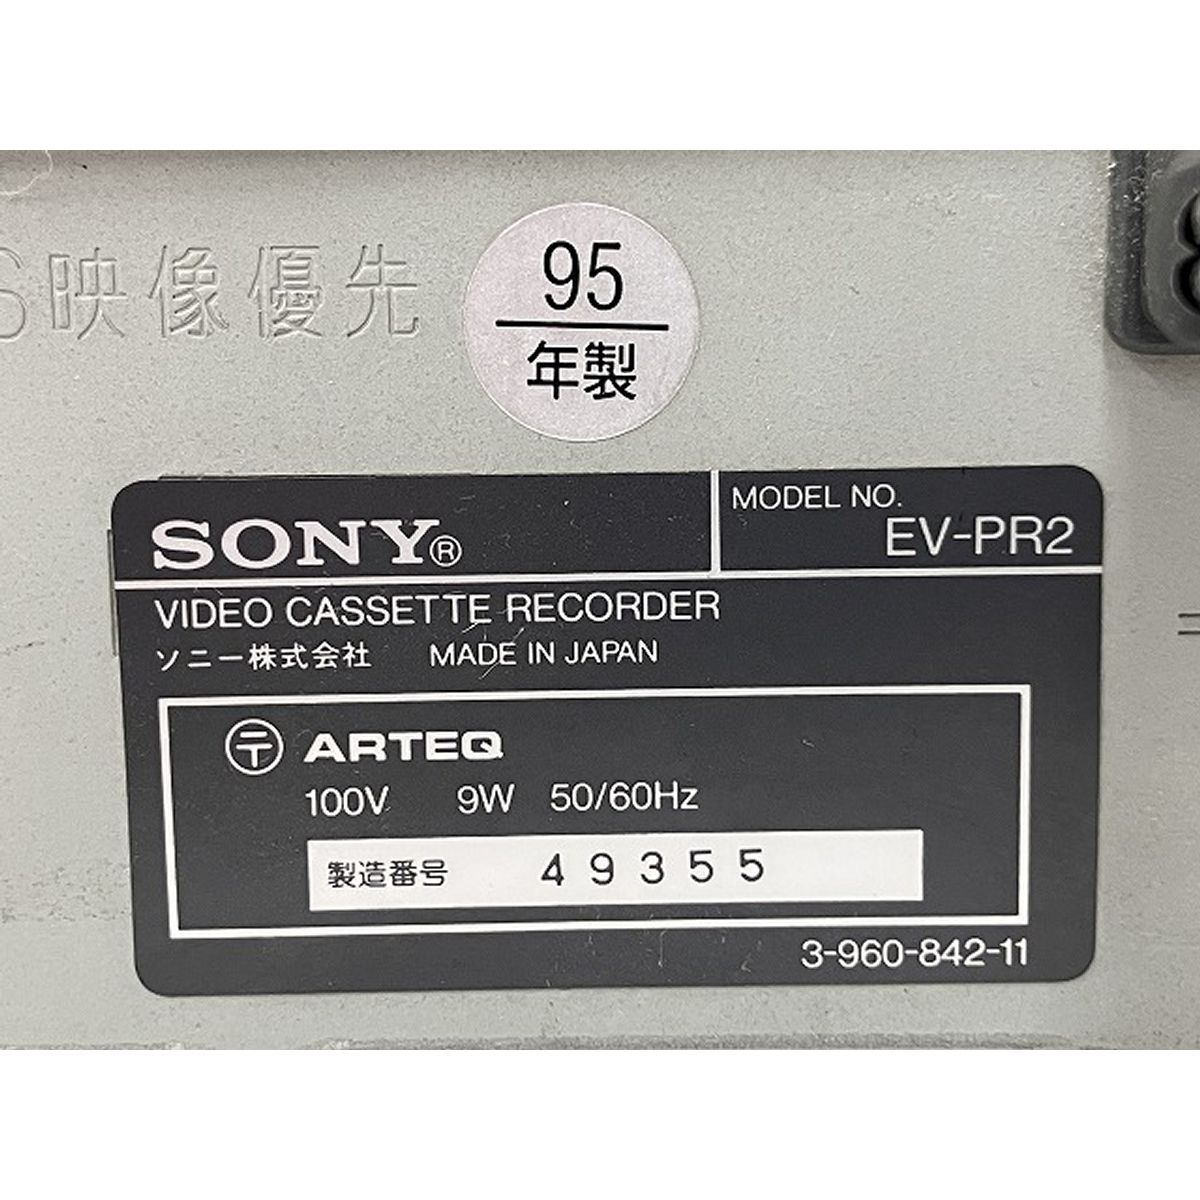 S映像優先
95
年製
SONY®
MODEL NO.
EV-PR2
VIDEO CASSETTE RECORDER
ソニー株式会社 MADE IN JAPAN
〒 ARTEQ
100V 9W 50/60Hz
製造番号 49355
3-960-842-11